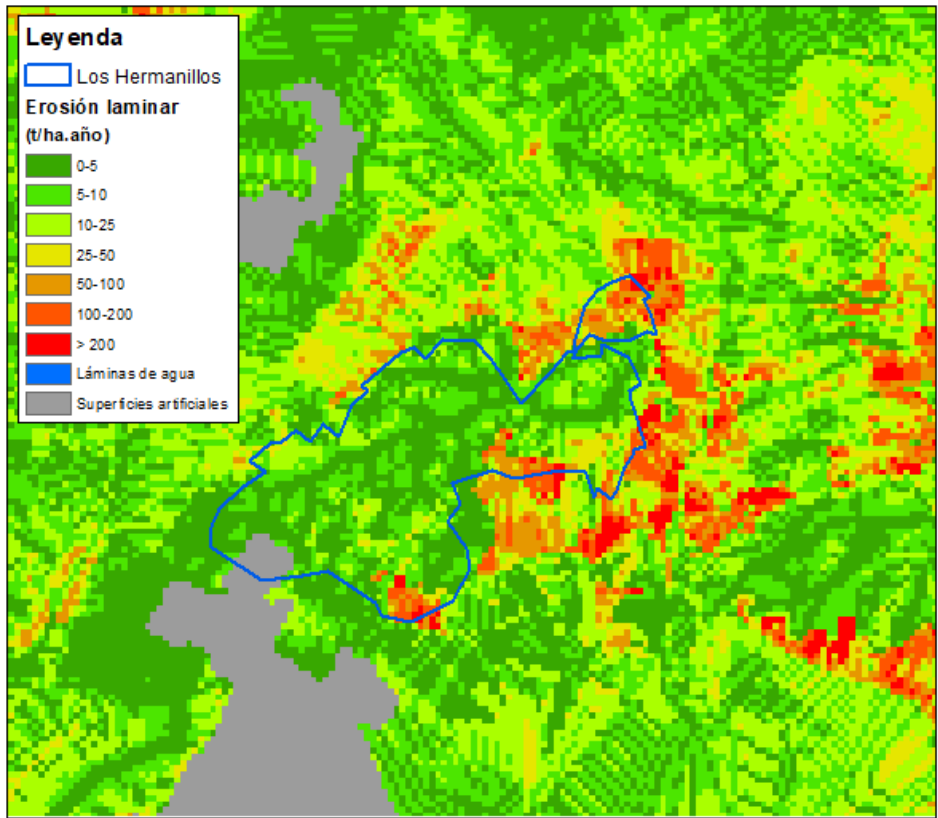 Leyenda
Los Hermanillos
Erosión laminar
(t/ha.año)
0-5
5-10
10-25
25-50
50-100
100-200
> 200
Láminas de agua
Superficies artificiales